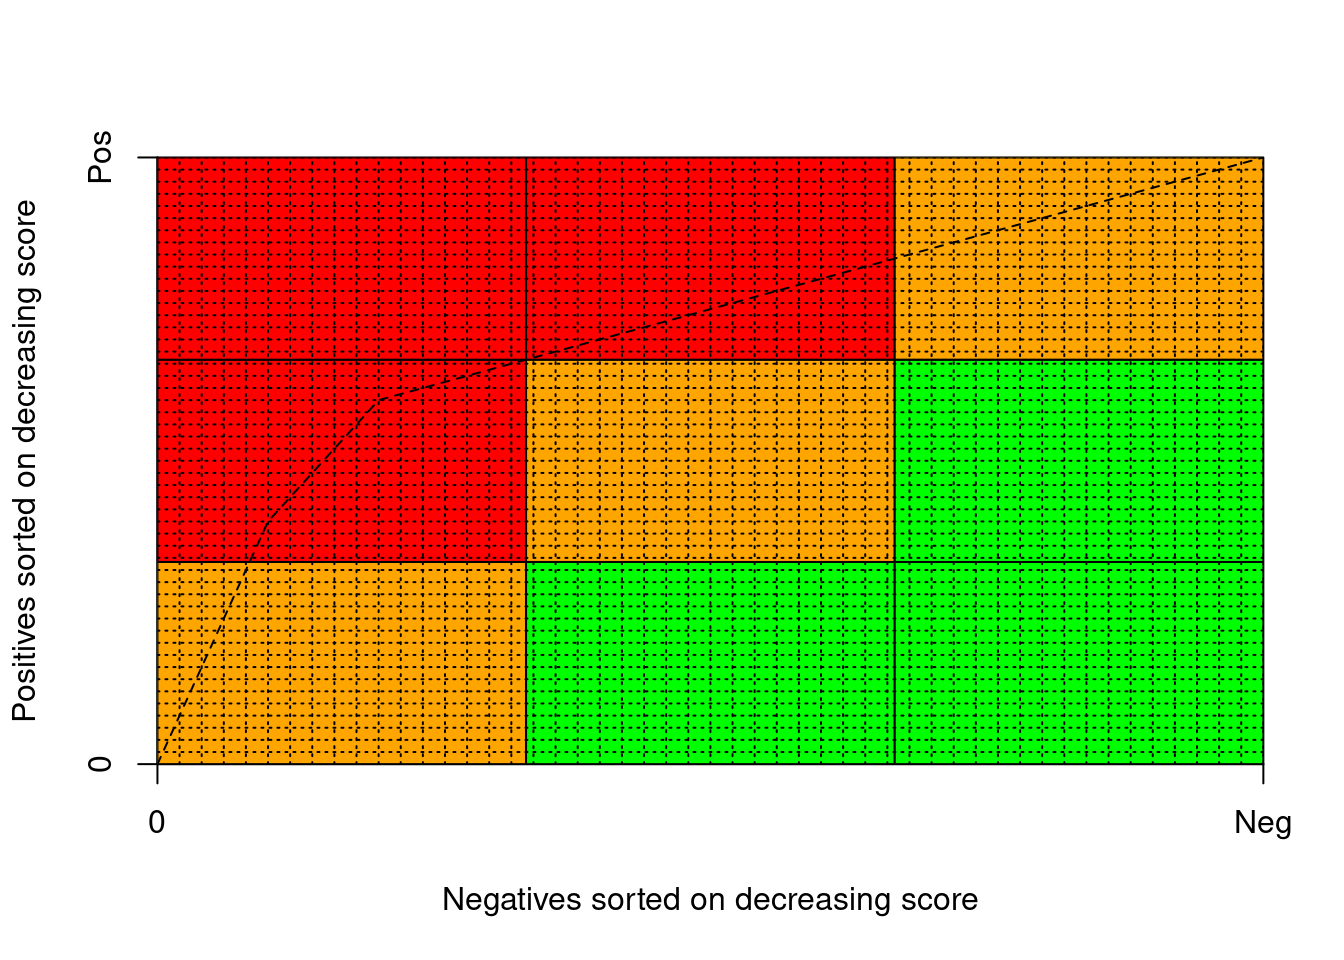 Pos
Positives sorted on decreasing score
0
0
Neg
Negatives sorted on decreasing score